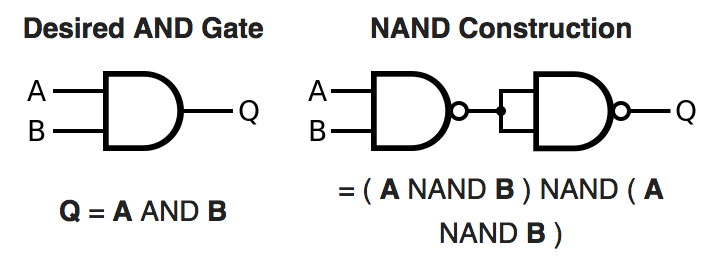 Desired AND Gate
NAND Construction
A
B
Q
A
B
Q
Q = A AND B
= ( A NAND B ) NAND ( A
NAND B )